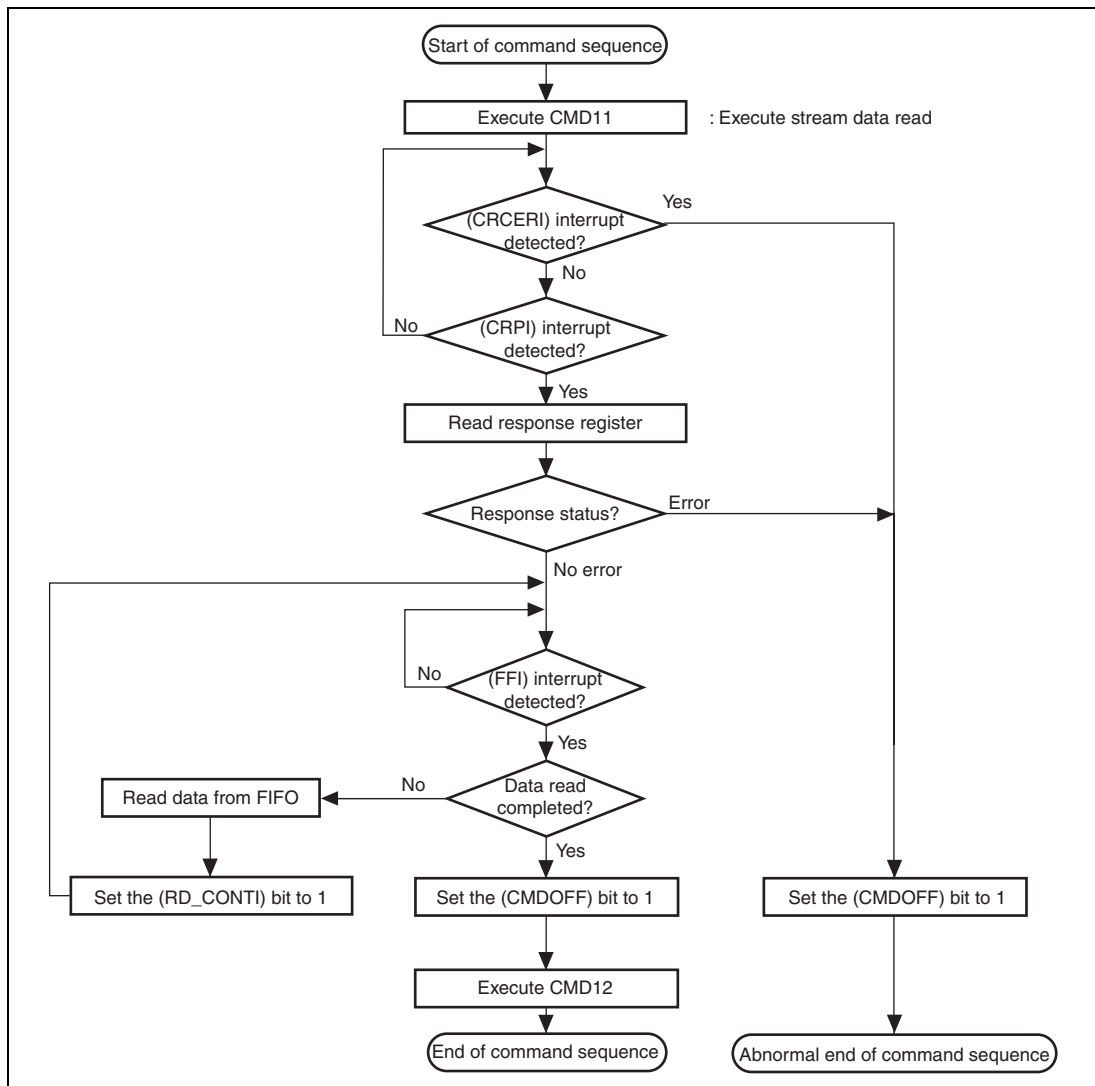 Start of command sequence
Execute CMD11
: Execute stream data read
(CRCERI) interrupt
detected?
Yes
No
(CRPI) interrupt
detected?
No
Yes
Read response register
Response status?
Error
No error
(FFI) interrupt
detected?
No
Yes
Data read
completed?
No
Read data from FIFO
Yes
Set the (RD_CONTI) bit to 1
Set the (CMDOFF) bit to 1
Set the (CMDOFF) bit to 1
Execute CMD12
End of command sequence
Abnormal end of command sequence